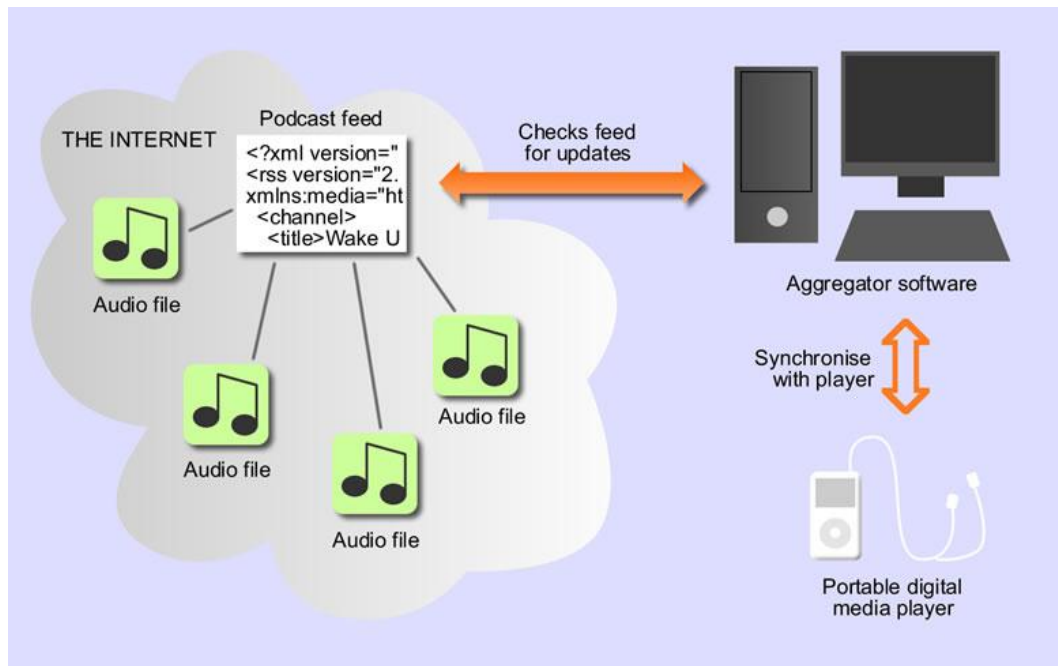 THE INTERNET
Podcast feed
<?xml version="
<rss version="2.
xmlns:media="ht
<channel>
<title>Wake U
Audio file
Audio file
Audio file
Audio file
Checks feed
for updates
Aggregator software
Synchronise
with player
Portable digital
media player